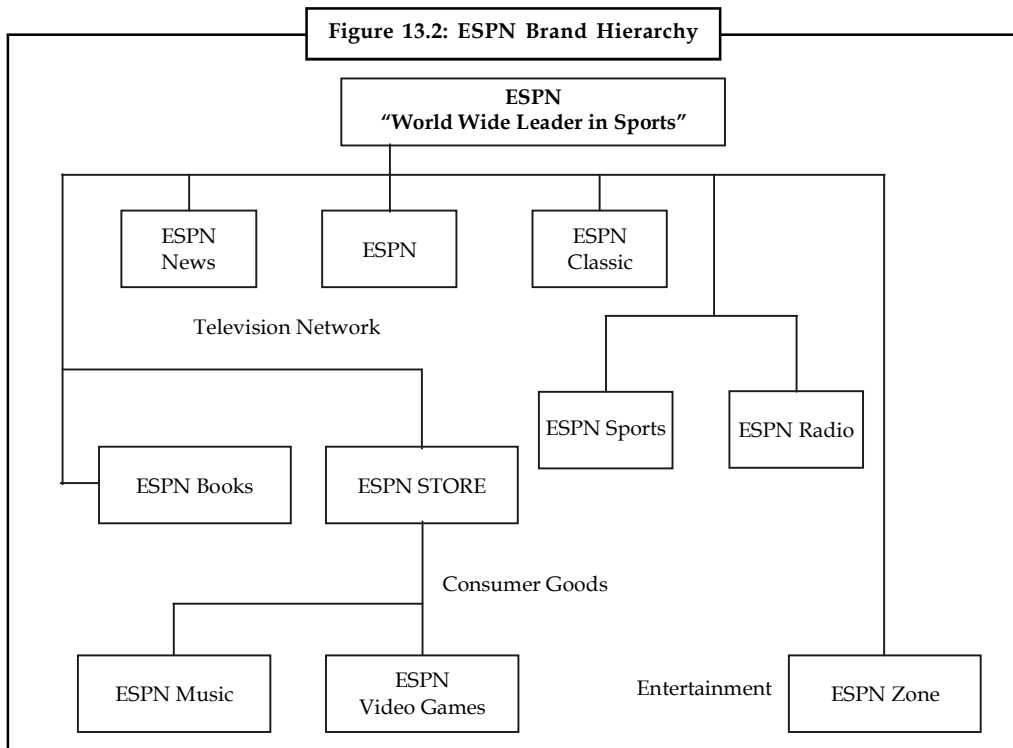 Figure 13.2: ESPN Brand Hierarchy
ESPN
“World Wide Leader in Sports”
ESPN
News
ESPN
ESPN
Classic
Television Network
ESPN Sports
ESPN Radio
ESPN Books
ESPN STORE
Consumer Goods
ESPN Music
ESPN
Video Games
Entertainment
ESPN Zone